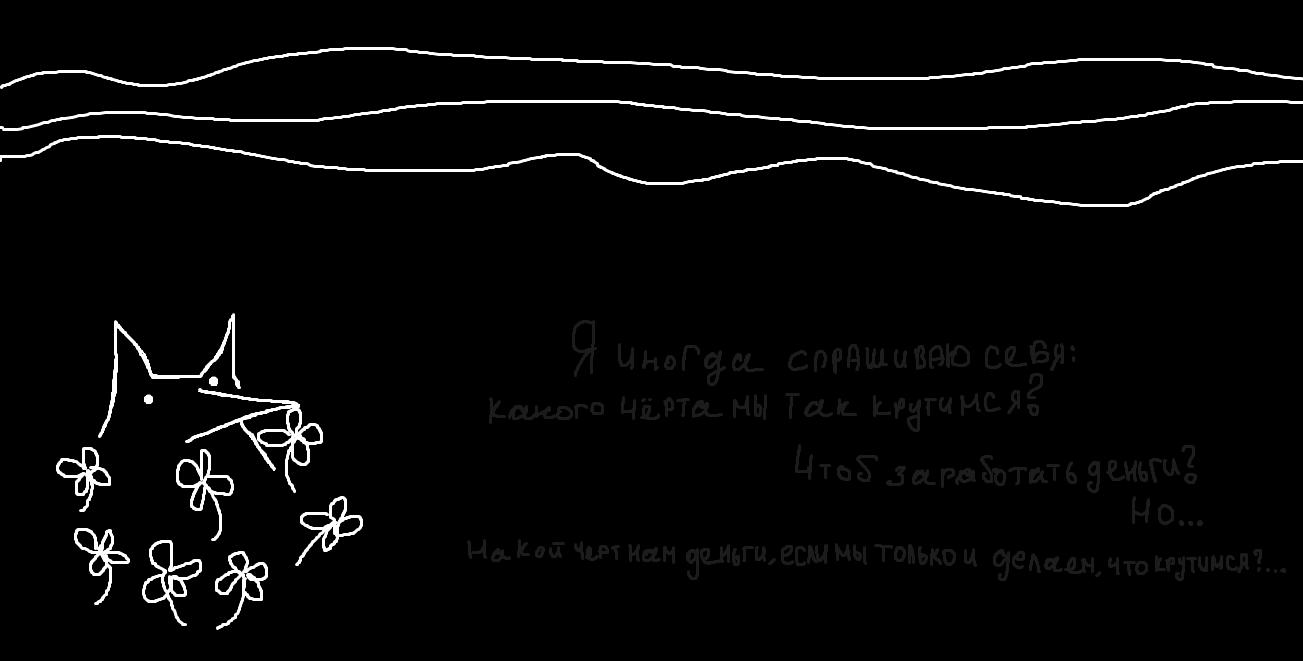 Я иногда спрашиваю себя:
какого чёрта мы так крутимся?
Чтоб заработать деньги?
Но...
На кой черт нам деньги, если мы только и делаем, что крутимся?...